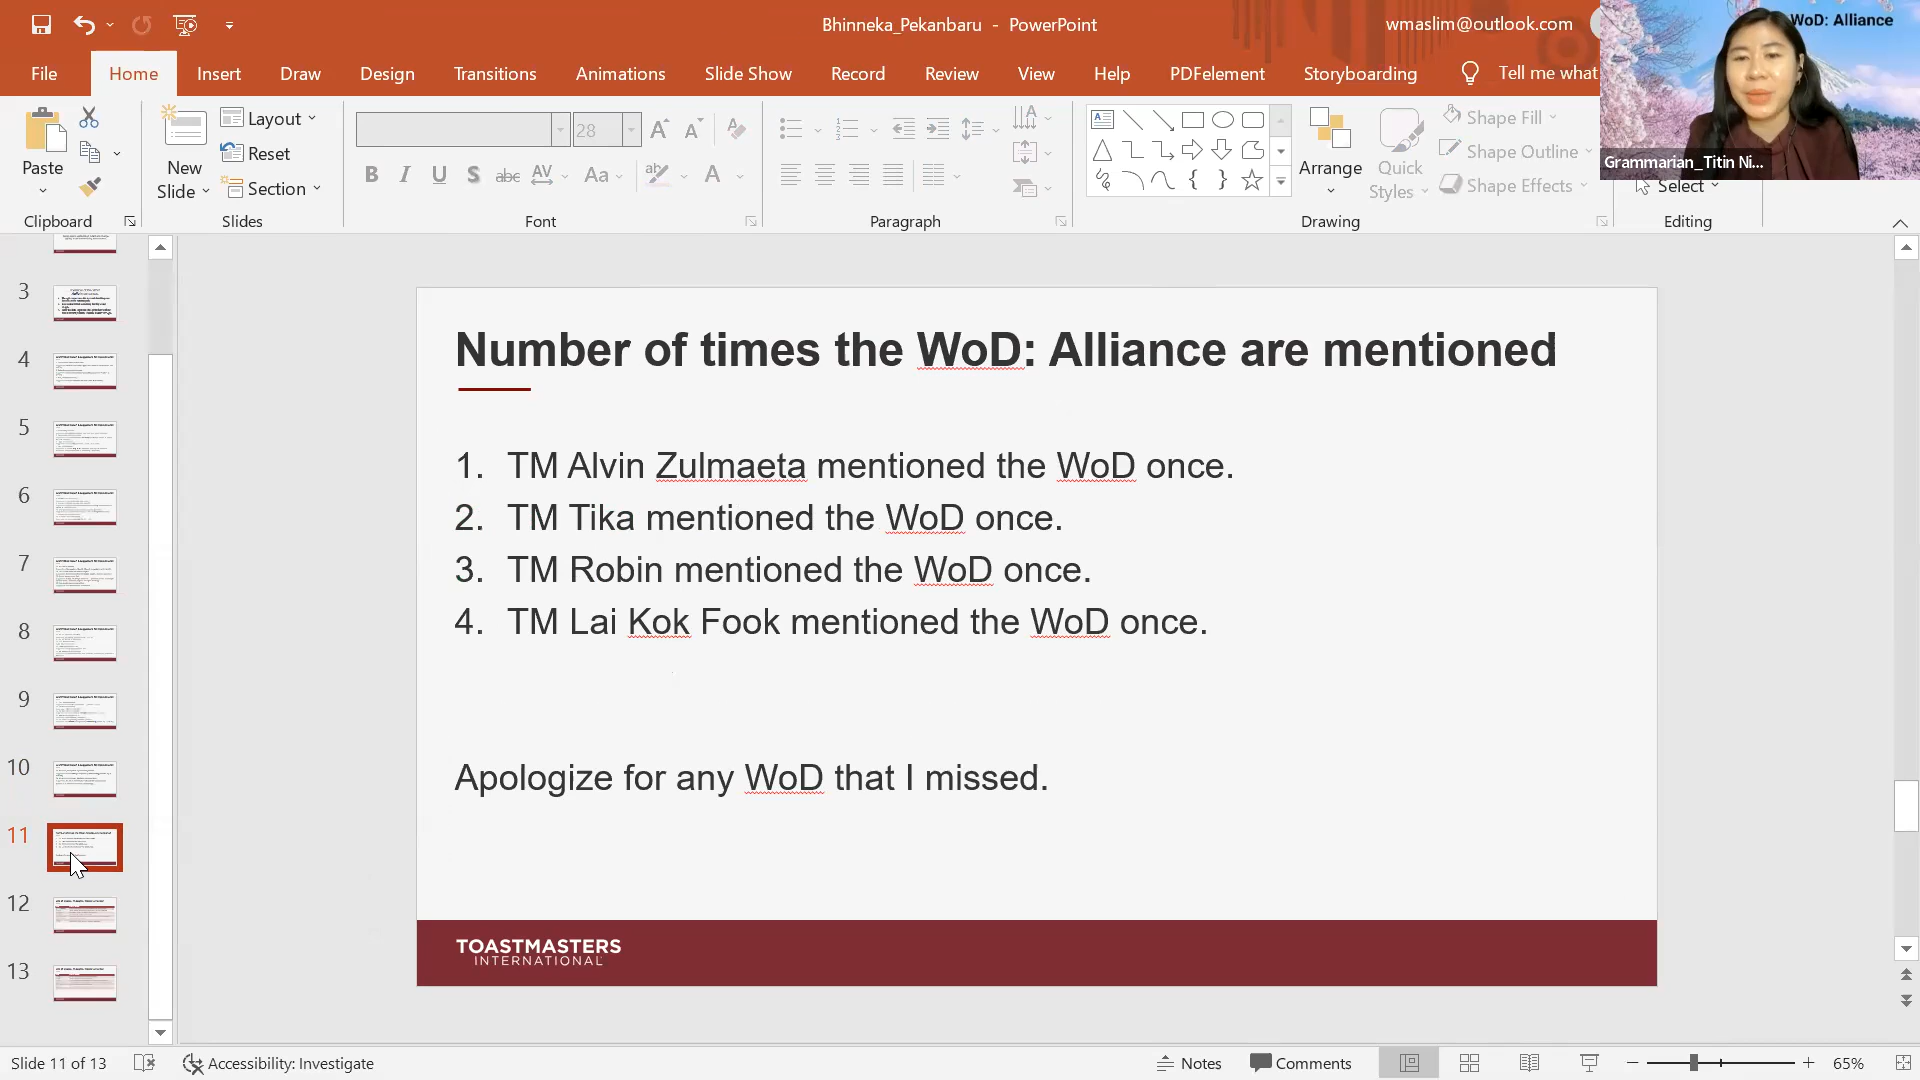 Bhinneka_Pekanbaru - PowerPoint
wmaslim@outlook.com
WoD: Alliance
File Home Insert Draw Design Transitions Animations Slide Show Record Review View Help PDFelement Storyboarding Tell me what
Grammarian_Titin Ni...
Paste
New Slide
Layout
Reset
Section
28
B I U S abc AV Aa A
Arrange
Quick Styles
Shape Fill
Shape Outline
Shape Effects
Select
Clipboard Slides Font Paragraph Drawing Editing
3
4
5
6
7
8
9
10
11
12
13
Number of times the WoD: Alliance are mentioned
1. TM Alvin Zulmaeta mentioned the WoD once.
2. TM Tika mentioned the WoD once.
3. TM Robin mentioned the WoD once.
4. TM Lai Kok Fook mentioned the WoD once.
Apologize for any WoD that I missed.
TOASTMASTERS
INTERNATIONAL
Slide 11 of 13 Accessibility: Investigate Notes Comments 65%